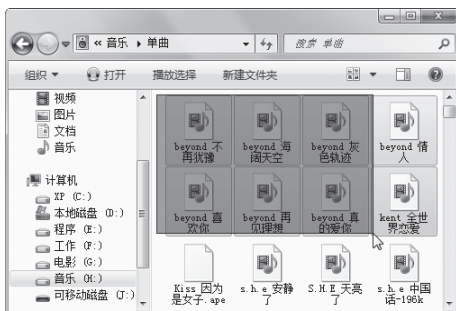 « 音乐 ▸ 单曲
搜索 单曲
组织 ▼ 打开 播放选择 新建文件夹
视频
图片
文档
音乐
计算机
XP (C:)
本地磁盘 (D:)
程序 (E:)
工作 (F:)
电影 (G:)
音乐 (H:)
可移动磁盘 (J:)
beyond 不
再犹豫
beyond 海
阔天空
beyond 灰
色轨迹
beyond 情
人
beyond 喜
欢你
beyond 再
见理想
beyond 真
的爱你
kent 全世
界恋爱
Kiss 因为
是女子.ape
s.h.e 安静
了
S.H.E 天亮
了
s.h.e 中国
话-196k